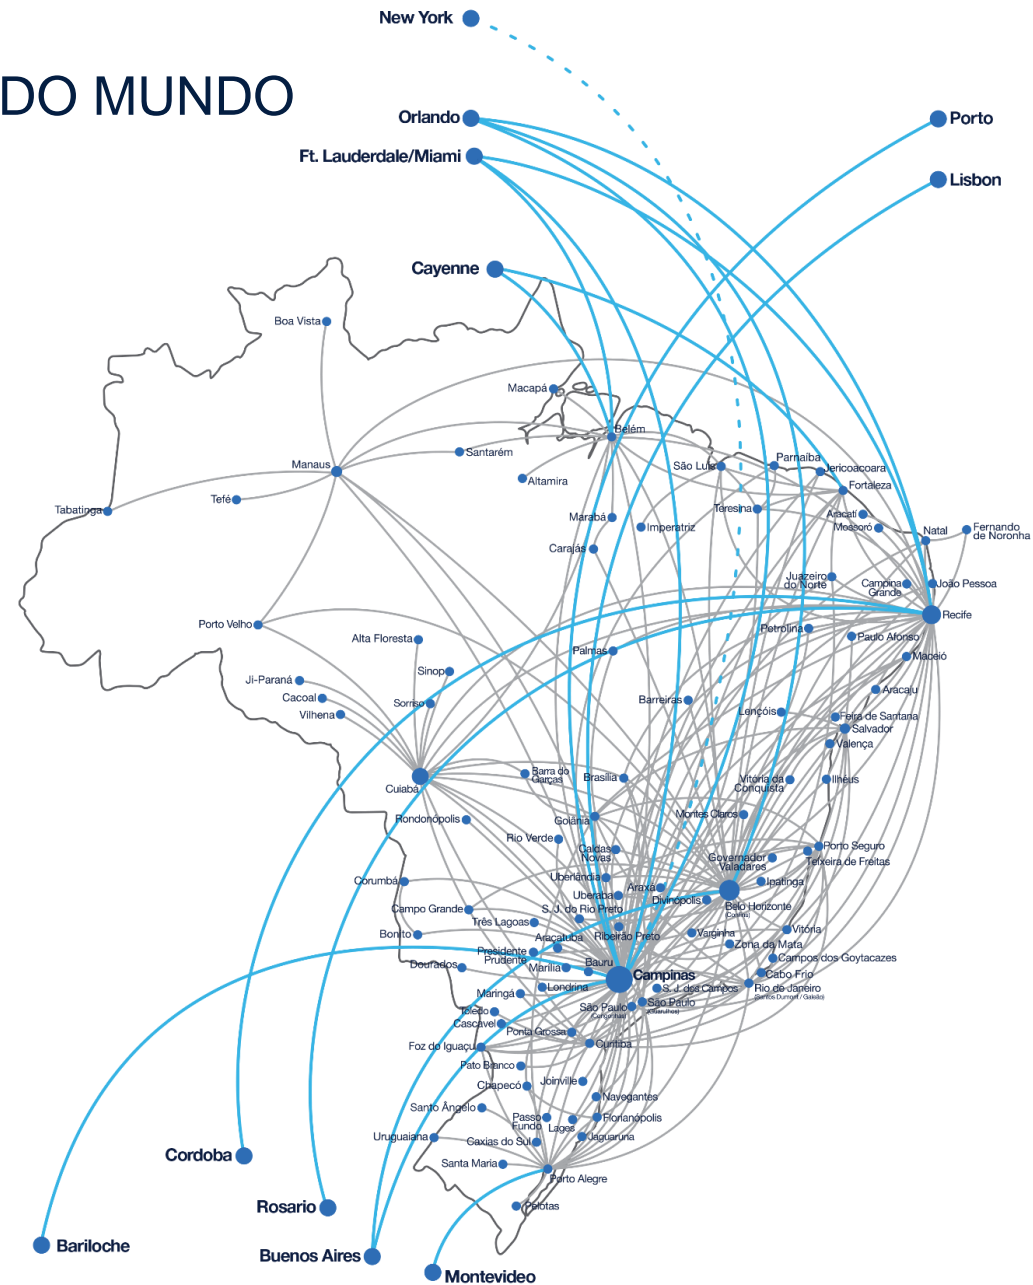 New York
DO MUNDO
Orlando
Porto
Ft. Lauderdale/Miami
Lisbon
Cayenne
Boa Vista
Macapá
Belém
Santarém
Manaus
São Luís
Parnaíba
Jericoacoara
Altamira
Fortaleza
Tefé
Tabatinga
Teresina
Aracati
Marabá
Imperatriz
Mossoró
Natal
Fernando
de Noronha
Carajás
Juazeiro
do Norte
Campina
Grande
João Pessoa
Recife
Porto Velho
Petrolina
Alta Floresta
Paulo Afonso
Palmas
Maceió
Sinop
Ji-Paraná
Aracaju
Cacoal
Sorriso
Barreiras
Lençóis
Vilhena
Feira de Santana
Salvador
Valença
Barra do
Garças
Brasília
Vitória da
Conquista
Ilhéus
Cuiabá
Rondonópolis
Goiânia
Montes Claros
Rio Verde
Caldas
Novas
Porto Seguro
Governador
Valadares
Teixeira de Freitas
Corumbá
Uberlândia
Araxá
Ipatinga
Uberaba
Divinópolis
Belo Horizonte
(Confins)
Campo Grande
S. J. do Rio Preto
Três Lagoas
Bonito
Araçatuba
Ribeirão Preto
Varginha
Vitória
Zona da Mata
Presidente
Prudente
Campos dos Goytacazes
Dourados
Marília
Bauru
Campinas
Cabo Frio
Londrina
S. J. dos Campos
Rio de Janeiro
(Santos Dumont / Galeão)
Maringá
São Paulo
(Congonhas)
São Paulo
(Guarulhos)
Toledo
Cascavel
Ponta Grossa
Foz do Iguaçu
Curitiba
Pato Branco
Chapecó
Joinville
Navegantes
Santo Ângelo
Passo
Fundo
Lages
Florianópolis
Uruguaiana
Caxias do Sul
Jaguaruna
Cordoba
Santa Maria
Porto Alegre
Rosario
Pelotas
Bariloche
Buenos Aires
Montevideo